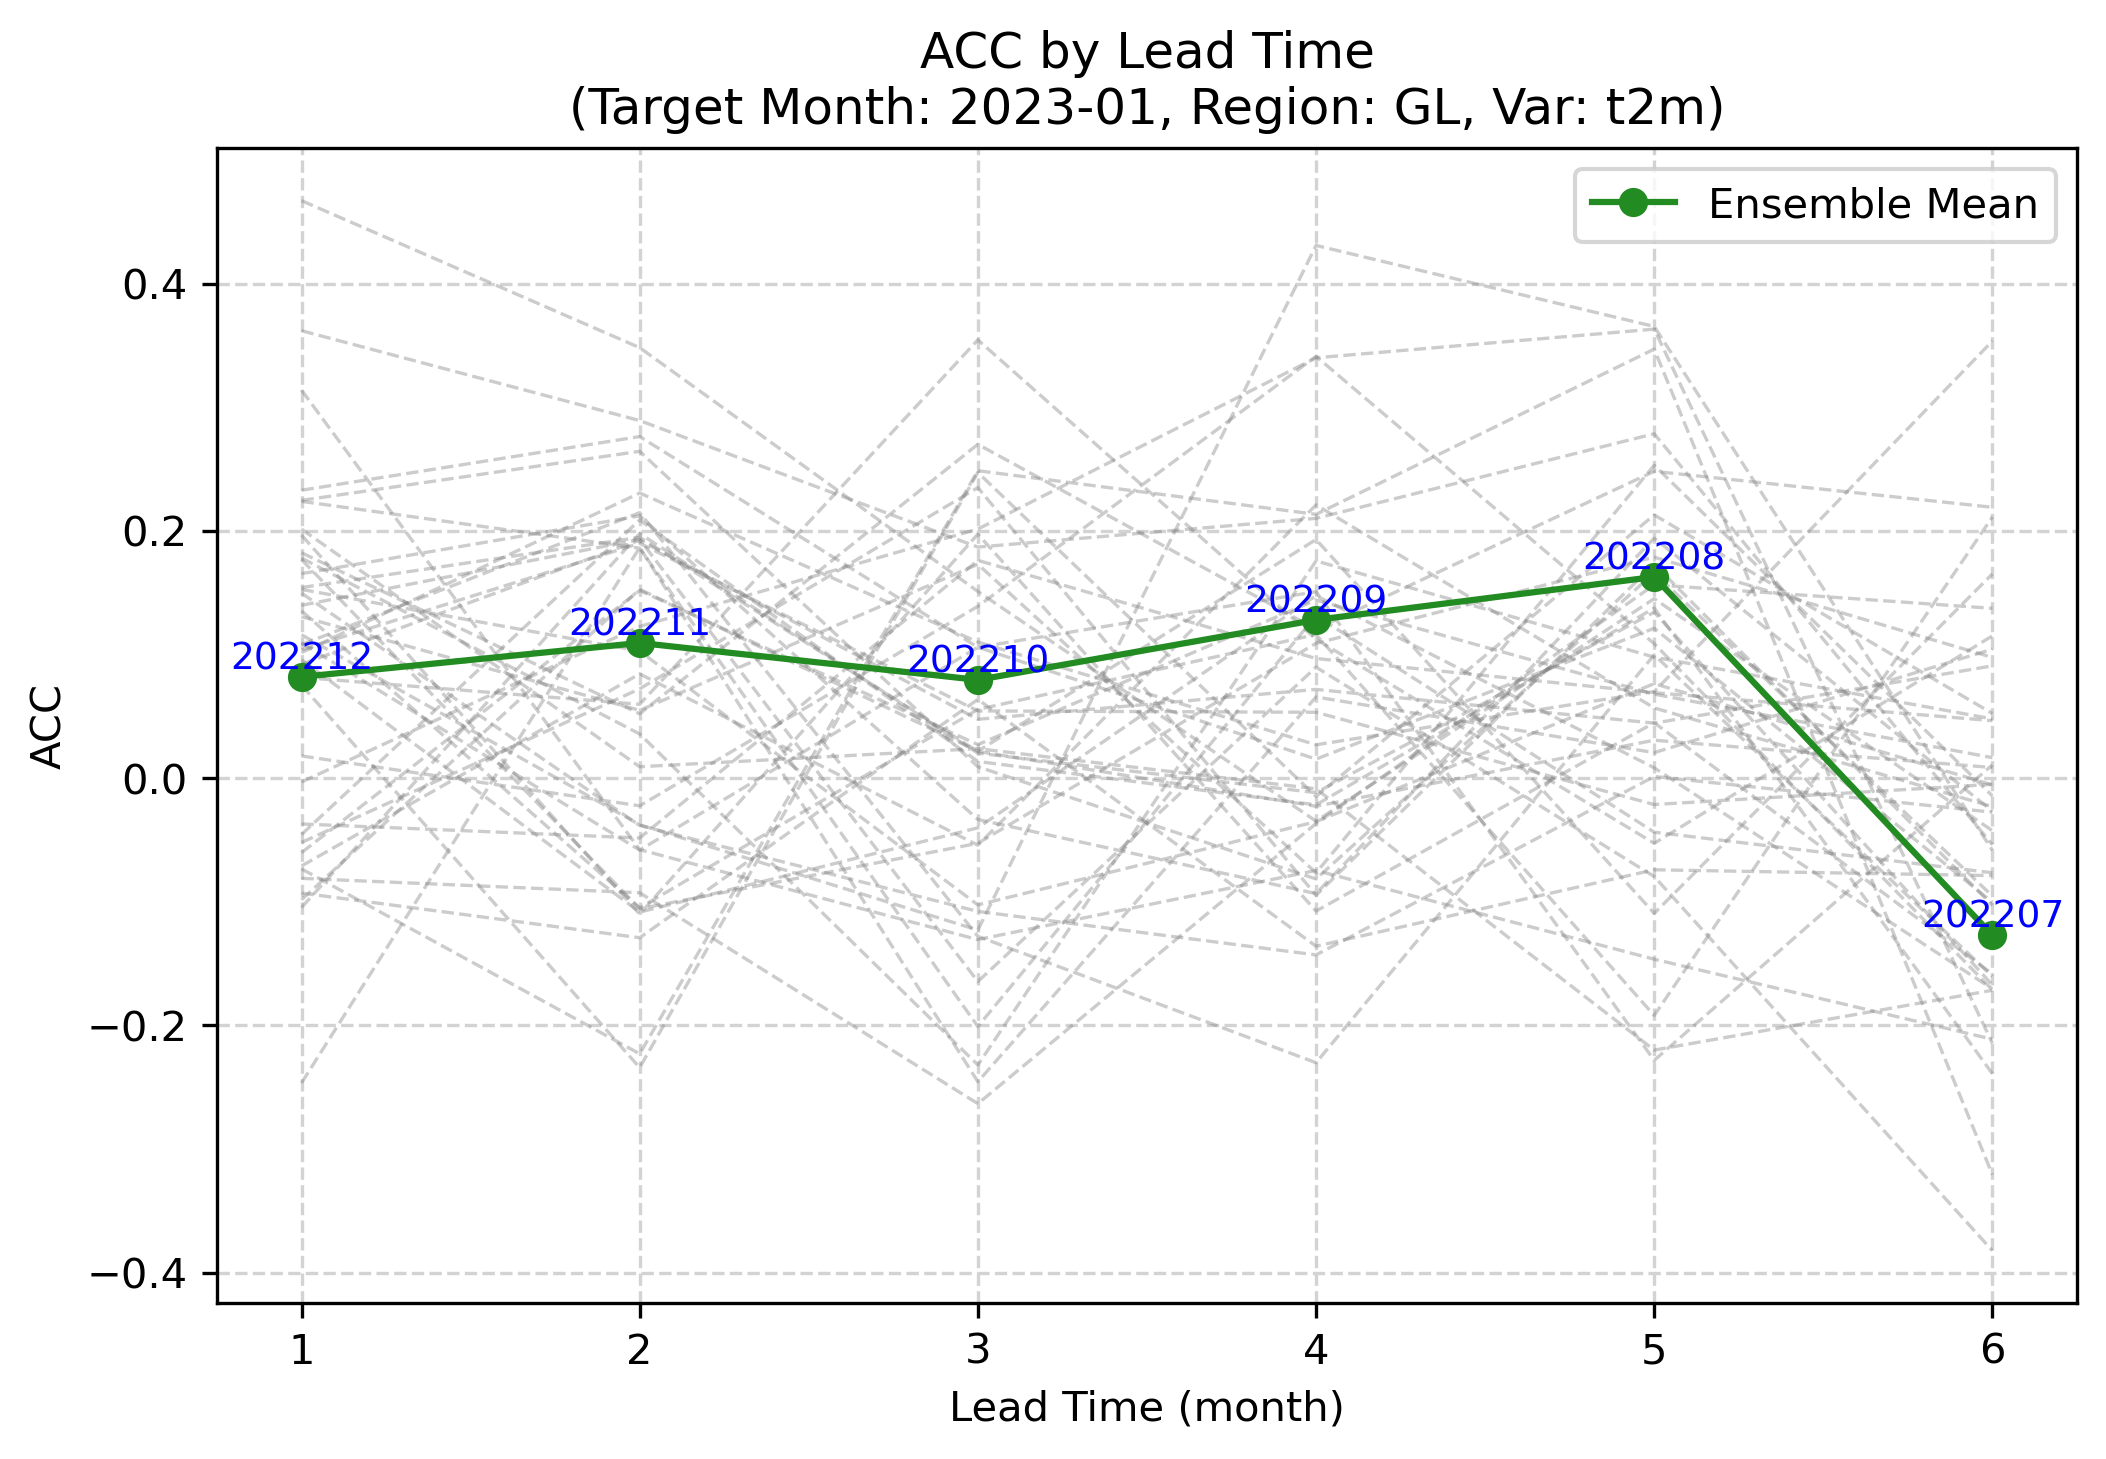 ACC by Lead Time
(Target Month: 2023-01, Region: GL, Var: t2m)
Ensemble Mean
ACC
0.4
0.2
0.0
−0.2
−0.4
202212
202211
202210
202209
202208
202207
1 2 3 4 5 6
Lead Time (month)